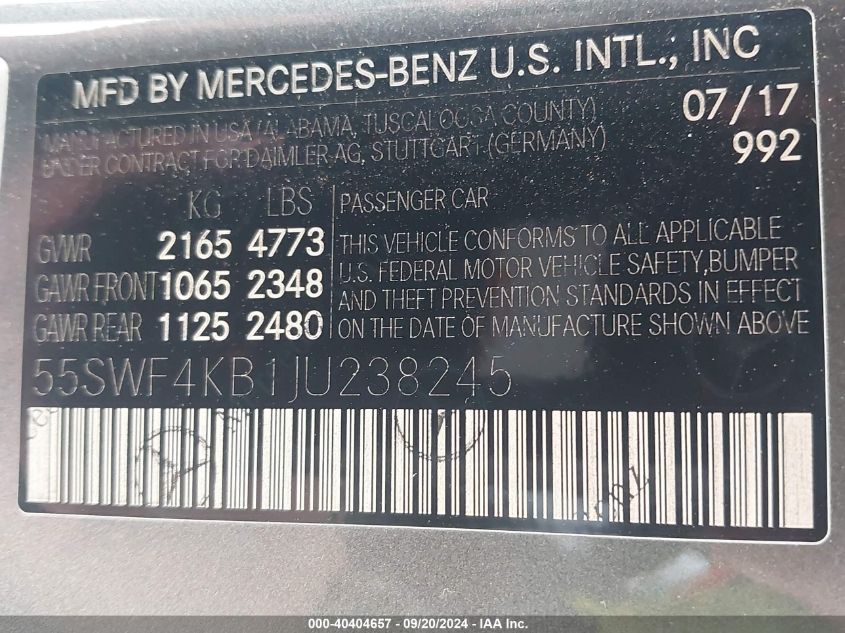 MFD BY MERCEDES-BENZ U.S. INTL., INC
MANUFACTURED IN USA (ALABAMA, TUSCALOOSA COUNTY) 07/17
UNDER CONTRACT FOR DAIMLER AG, STUTTGART (GERMANY) 992
KG LBS PASSENGER CAR
GVWR 2165 4773 THIS VEHICLE CONFORMS TO ALL APPLICABLE
GAWR FRONT 1065 2348 U.S. FEDERAL MOTOR VEHICLE SAFETY, BUMPER
GAWR REAR 1125 2480 AND THEFT PREVENTION STANDARDS IN EFFECT
ON THE DATE OF MANUFACTURE SHOWN ABOVE
55SWF4KB1JU238245
00-40404657 - 09/20/2024 - IAA Inc.